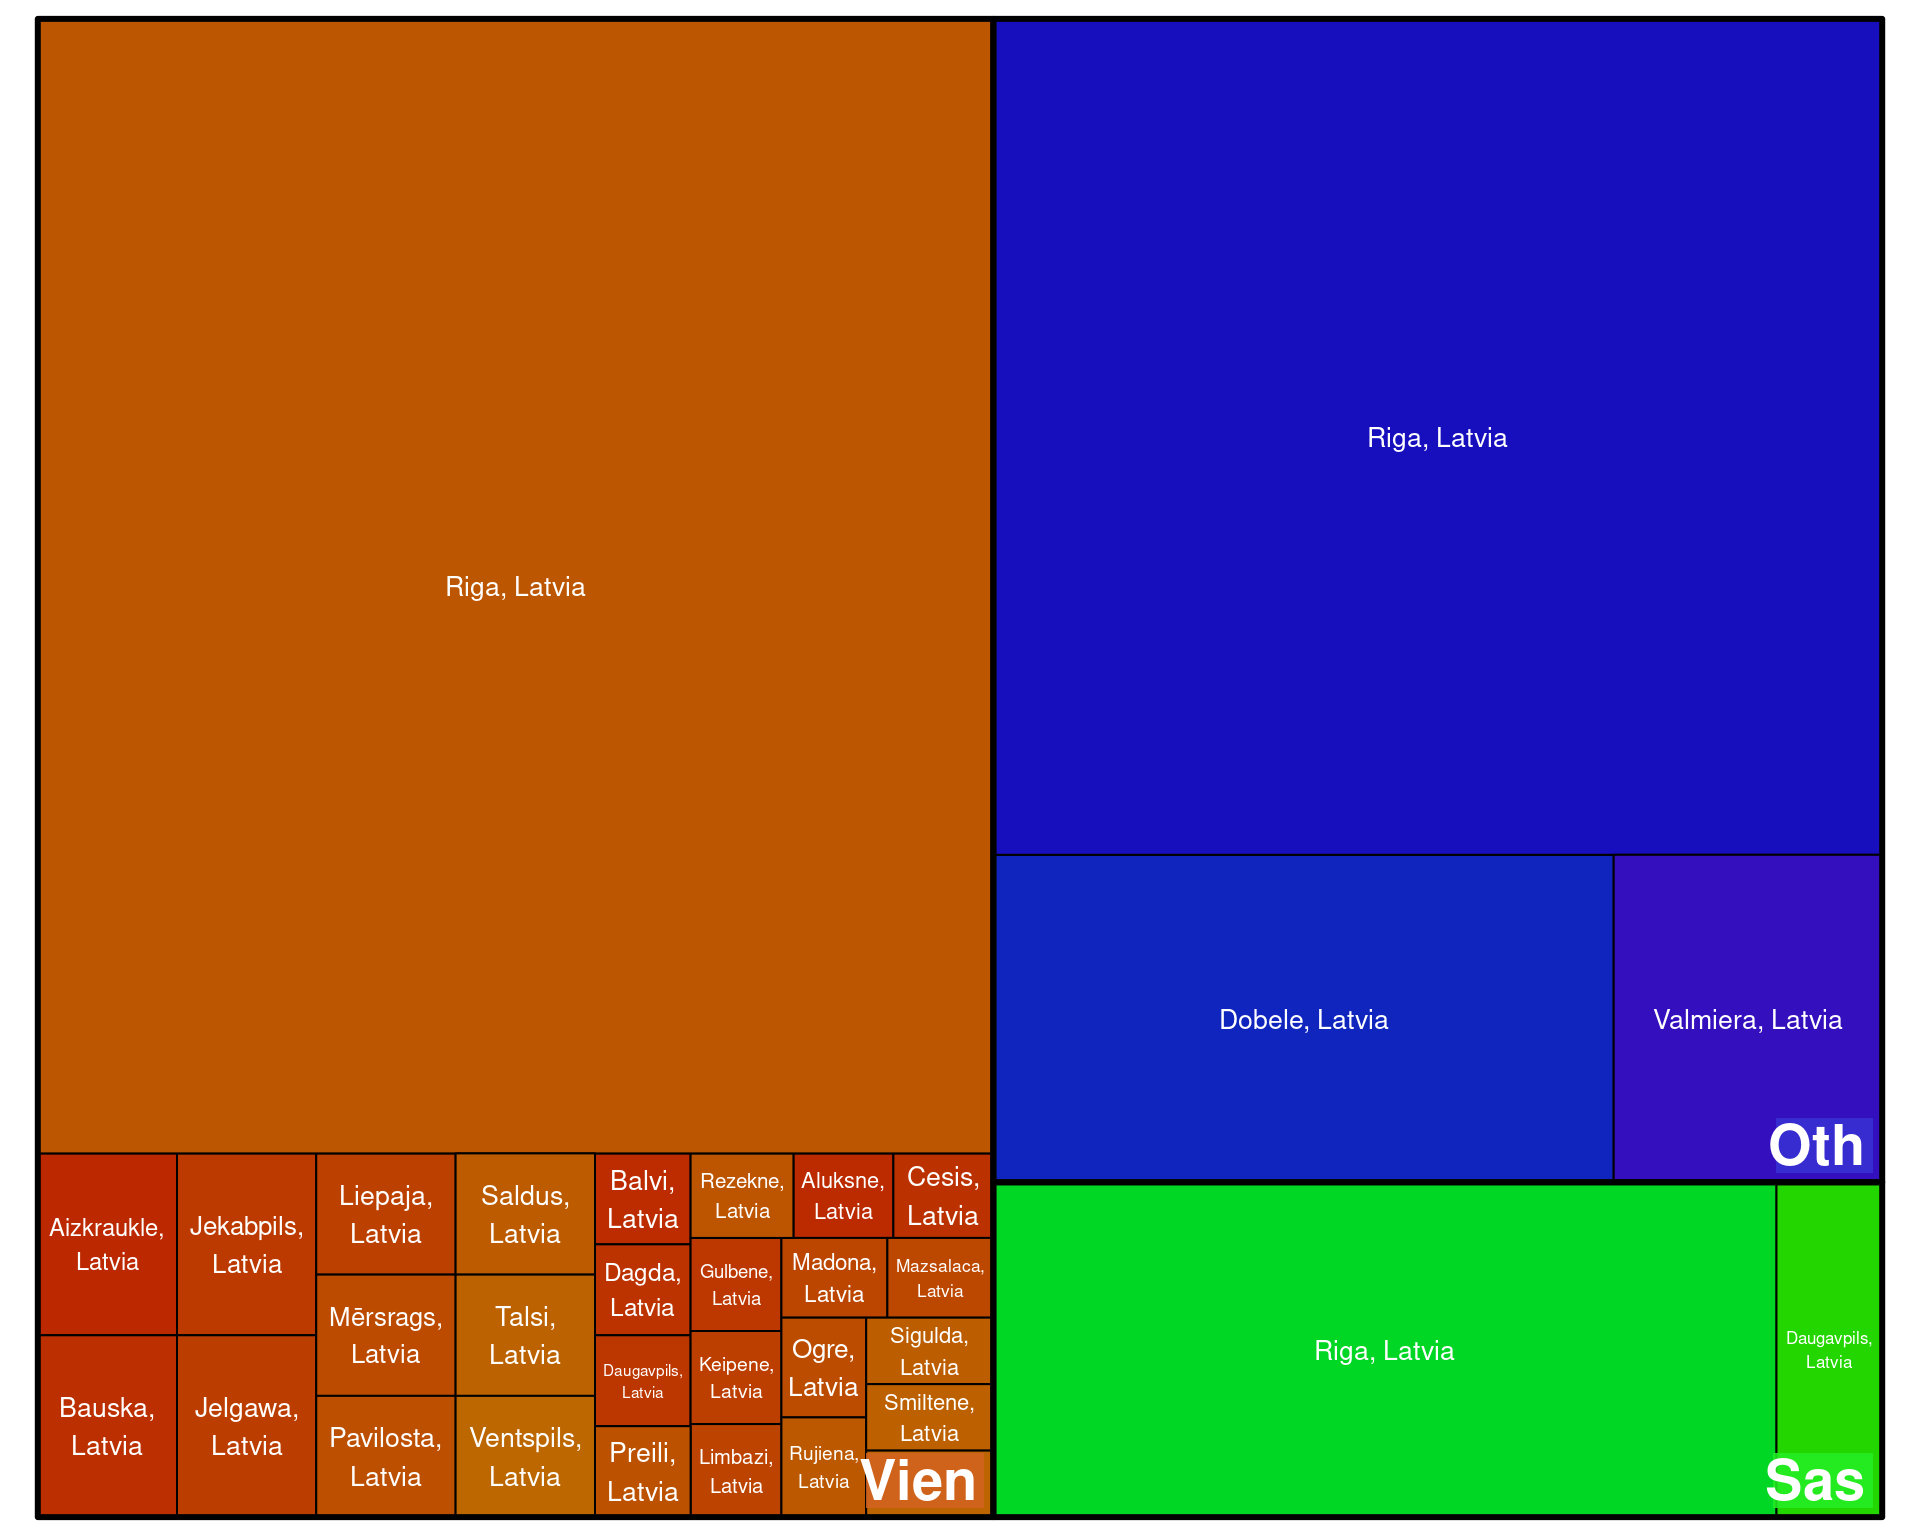 Riga, Latvia
Riga, Latvia
Dobele, Latvia
Valmiera, Latvia
Oth
Aizkraukle,
Latvia
Bauska,
Latvia
Jekabpils,
Latvia
Jelgawa,
Latvia
Liepaja,
Latvia
Mērsrags,
Latvia
Pavilosta,
Latvia
Saldus,
Latvia
Talsi,
Latvia
Ventspils,
Latvia
Balvi,
Latvia
Dagda,
Latvia
Daugavpils,
Latvia
Preili,
Latvia
Rezekne,
Latvia
Aluksne,
Latvia
Cesis,
Latvia
Gulbene,
Latvia
Keipene,
Latvia
Limbazi,
Latvia
Madona,
Latvia
Mazsalaca,
Latvia
Ogre,
Latvia
Rujiena,
Latvia
Sigulda,
Latvia
Smiltene,
Latvia
Vien
Riga, Latvia
Daugavpils,
Latvia
Sas